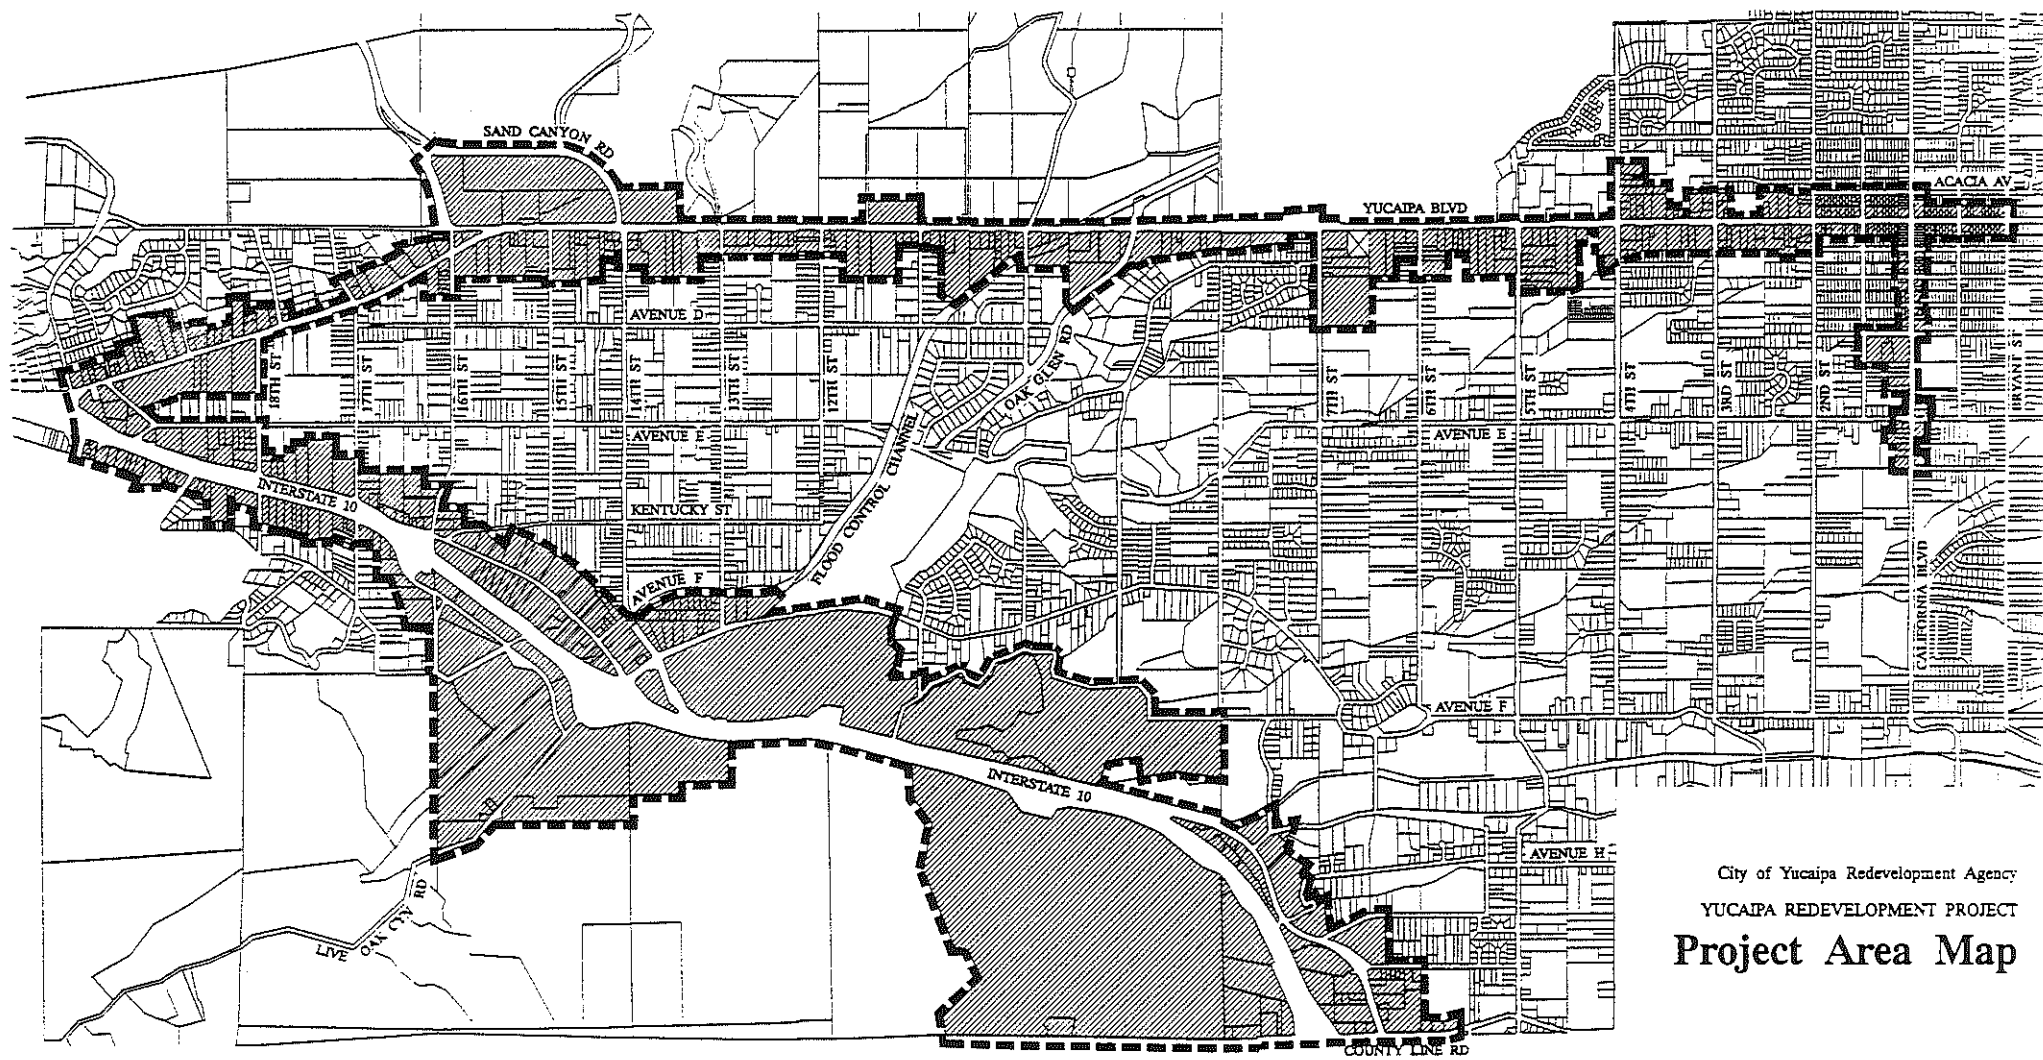 SAND CANYON RD
ACACIA AV
YUCAIPA BLVD
AVENUE D
18TH ST
17TH ST
16TH ST
15TH ST
14TH ST
13TH ST
12TH ST
OAK GLEN RD
7TH ST
6TH ST
5TH ST
4TH ST
3RD ST
2ND ST
BRYAN ST
AVENUE E
AVENUE E
INTERSTATE 10
KENTUCKY ST
FLOOD CONTROL CHANNEL
AVENUE F
CALIFORNIA BLVD
AVENUE F
INTERSTATE 10
AVENUE H
LIVE OAK CYN RD
COUNTY LINE RD
City of Yucaipa Redevelopment Agency
YUCAIPA REDEVELOPMENT PROJECT
Project Area Map